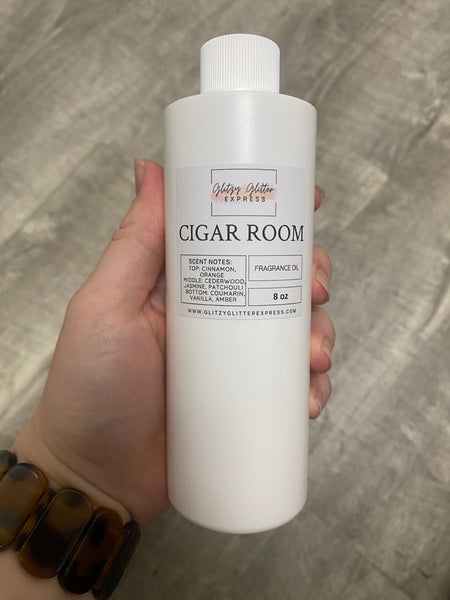 Glitzy Glitter
EXPRESS
CIGAR ROOM
SCENT NOTES:
TOP: CINNAMON,
ORANGE
MIDDLE: CEDERWOOD,
JASMINE, PATCHOULI
BOTTOM: COUMARIN,
VANILLA, AMBER
FRAGRANCE OIL
8 oz
WWW.GLITZYGLITTEREXPRESS.COM